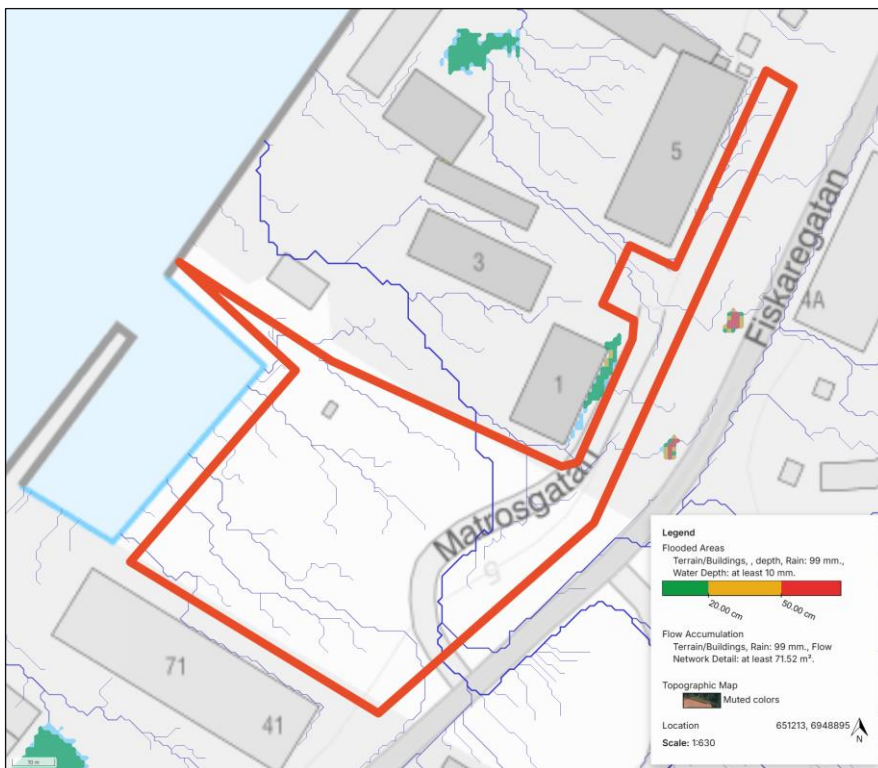 5
3
1
4A
Fiskaregatan
Matrosgatan
9
71
41
10 m
Legend
Flooded Areas
Terrain/Buildings, , depth, Rain: 99 mm.,
Water Depth: at least 10 mm.
20.00 cm
50.00 cm
Flow Accumulation
Terrain/Buildings, Rain: 99 mm., Flow
Network Detail: at least 71.52 m².
Topographic Map
Muted colors
Location 651213, 6948895
Scale: 1:630
N